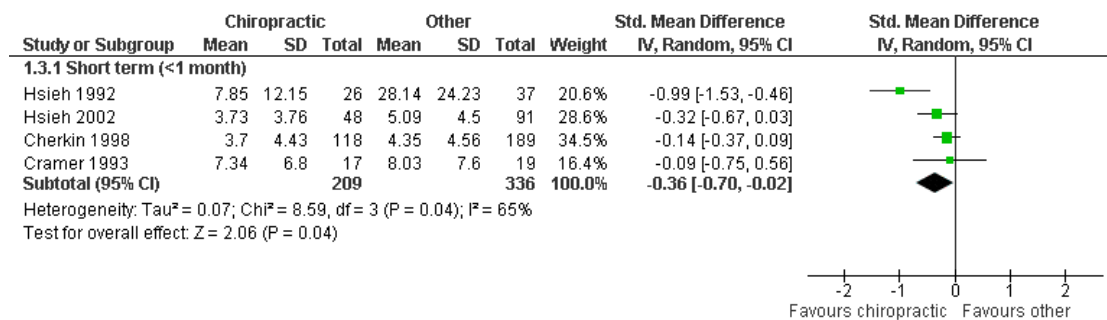 Chiropractic Other Std. Mean Difference Std. Mean Difference
Study or Subgroup Mean SD Total Mean SD Total Weight IV, Random, 95% CI IV, Random, 95% CI
1.3.1 Short term (<1 month)
Hsieh 1992 7.85 12.15 26 28.14 24.23 37 20.6% -0.99 [-1.53, -0.46]
Hsieh 2002 3.73 3.76 48 5.09 4.5 91 28.6% -0.32 [-0.67, 0.03]
Cherkin 1998 3.7 4.43 118 4.35 4.56 189 34.5% -0.14 [-0.37, 0.09]
Cramer 1993 7.34 6.8 17 8.03 7.6 19 16.4% -0.09 [-0.75, 0.56]
Subtotal (95% CI) 209 336 100.0% -0.36 [-0.70, -0.02]
Heterogeneity: Tau² = 0.07; Chi² = 8.59, df = 3 (P = 0.04); I² = 65%
Test for overall effect: Z = 2.06 (P = 0.04)
-2 -1 0 1 2
Favours chiropractic Favours other